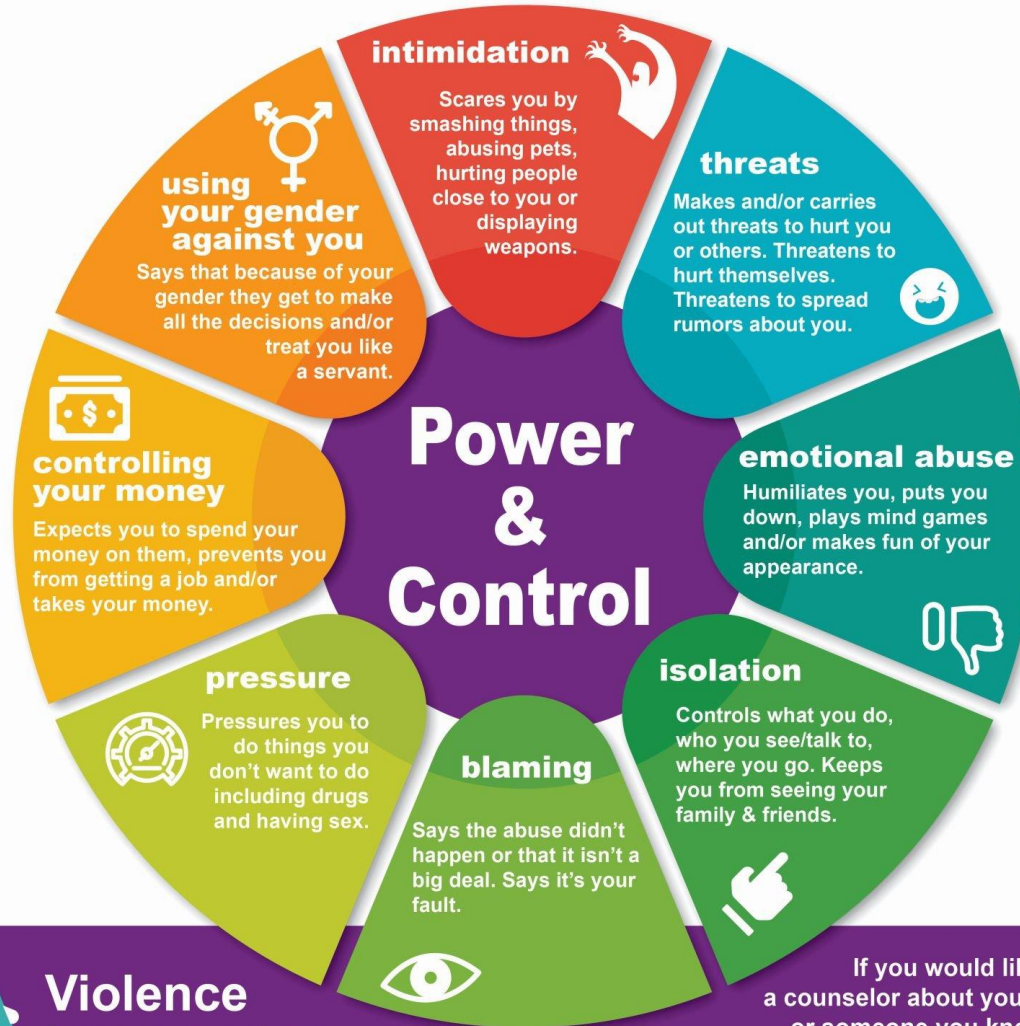 Power
&
Control
intimidation
Scares you by
smashing things,
abusing pets,
hurting people
close to you or
displaying
weapons.
threats
Makes and/or carries
out threats to hurt you
or others. Threatens to
hurt themselves.
Threatens to spread
rumors about you.
emotional abuse
Humiliates you, puts you
down, plays mind games
and/or makes fun of your
appearance.
isolation
Controls what you do,
who you see/talk to,
where you go. Keeps
you from seeing your
family & friends.
blaming
Says the abuse didn't
happen or that it isn't a
big deal. Says it's your
fault.
pressure
Pressures you to
do things you
don't want to do
including drugs
and having sex.
$
controlling
your money
Expects you to spend your
money on them, prevents you
from getting a job and/or
takes your money.
using
your gender
against you
Says that because of your
gender they get to make
all the decisions and/or
treat you like
a servant.
Violence
If you would
a counselor about
or someone you